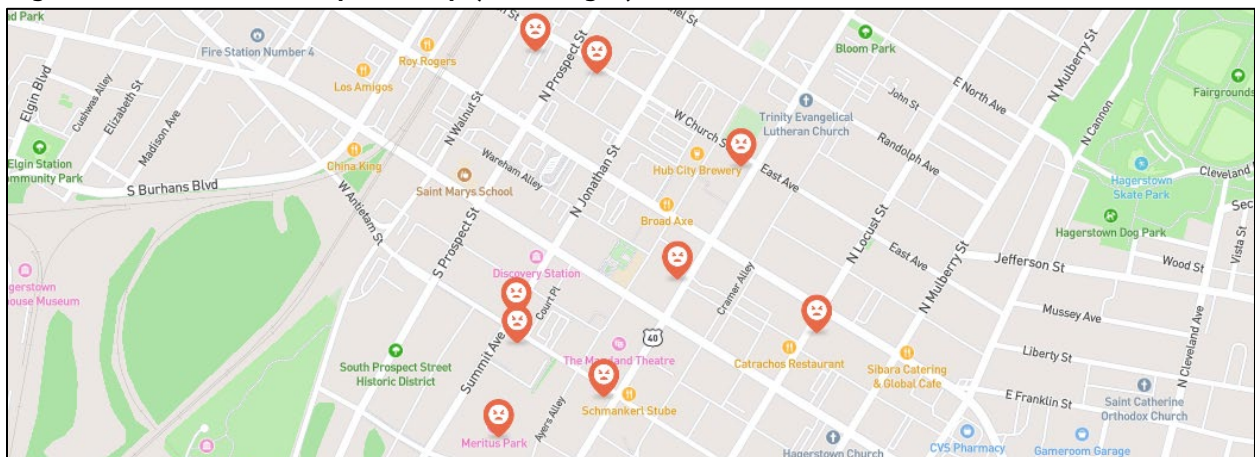 Fire Station Number 4
Roy Rogers
Los Amigos
Elgin Blvd
Cushwas Alley
Elizabeth St
Madison Ave
N Walnut St
N Prospect St
Bloom Park
E North Ave
N Mulberry St
John St
Fairgrounds
N Cannon
Trinity Evangelical
Lutheran Church
Randolph Ave
W Church St
Hub City Brewery
East Ave
Elgin Station
mmunity Park
China King
S Burhans Blvd
Wareham Alley
Saint Marys School
N Jonathan St
Hagerstown
Skate Park
Cleveland
W Antietam St
S Prospect St
Broad Axe
N Locust St
East Ave
N Mulberry St
Hagerstown Dog Park
Sec
Vista St
Wood St
Jefferson St
gerstown
house Museum
Discovery Station
Court Pl
Cramer Alley
Mussey Ave
N Cleveland Ave
Summit Ave
40
The Maryland Theatre
Catrachos Restaurant
Liberty St
South Prospect Street
Historic District
Sibara Catering
& Global Cafe
Schmankerl Stube
E Franklin St
Saint Catherine
Orthodox Church
Meritus Park
Ayers Alley
Hagerstown Church
CVS Pharmacy
Gameroom Garage